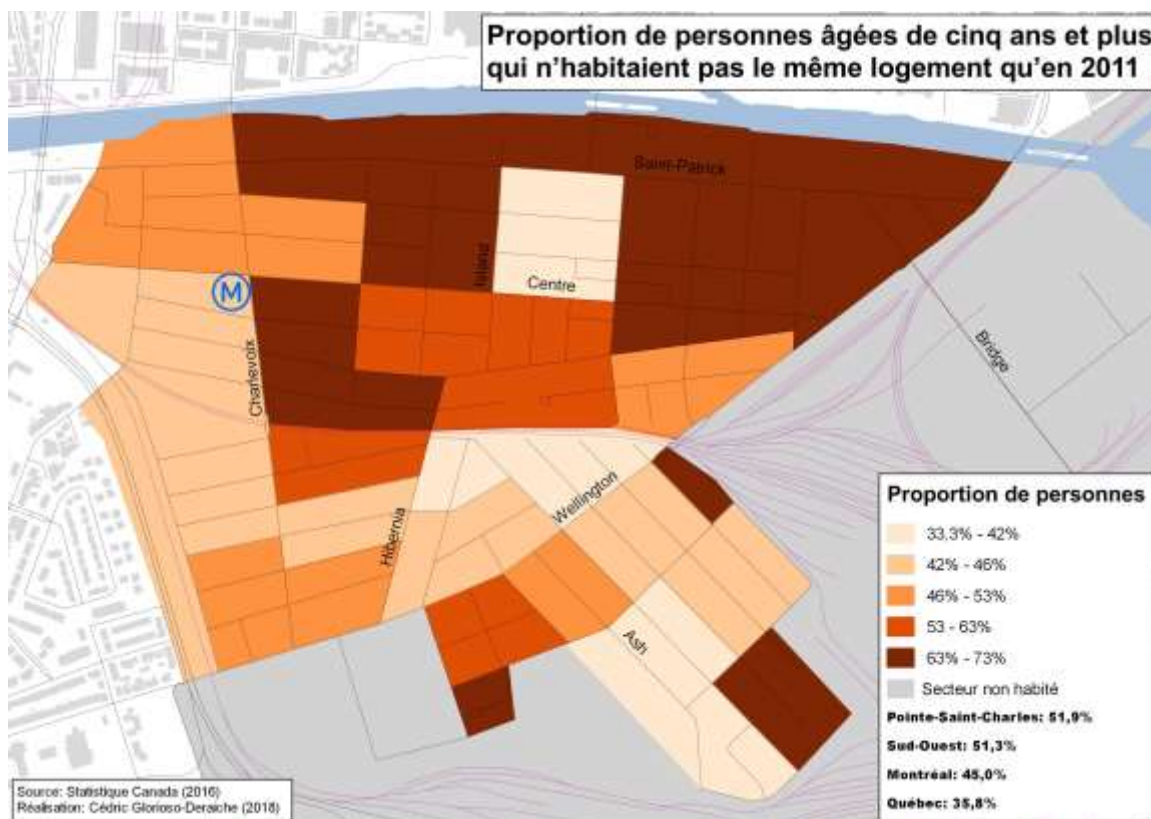 Proportion de personnes âgées de cinq ans et plus
qui n'habitaient pas le même logement qu'en 2011
Saint-Patrick
Island
Centre
M
Charlevoix
Bridge
Wellington
Hibernia
Ash
Proportion de personnes
33,3% - 42%
42% - 46%
46% - 53%
53 - 63%
63% - 73%
Secteur non habité
Pointe-Saint-Charles: 51,9%
Sud-Ouest: 51,3%
Montréal: 45,0%
Québec: 35,8%
Source: Statistique Canada (2016)
Réalisation: Cédric Glorioso-Deraiche (2018)